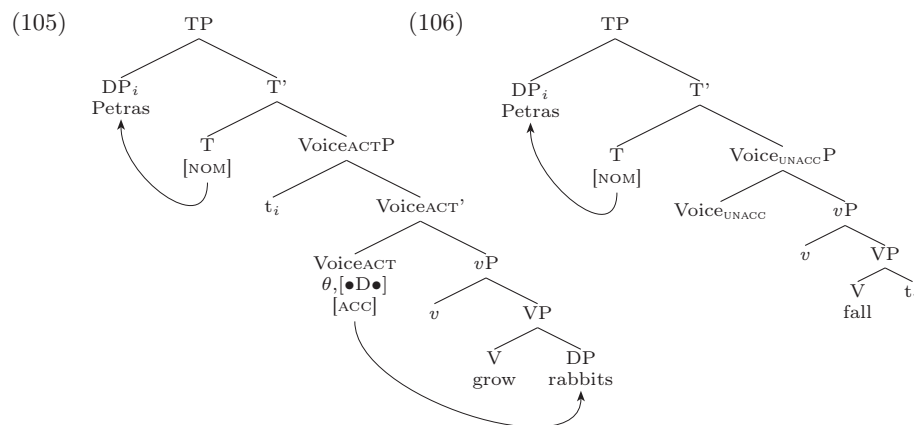 (105)
TP
DPᵢ
Petras
T'
T
[NOM]
VoiceACTP
tᵢ
VoiceACT'
VoiceACT
θ,[●D●]
[ACC]
vP
v
VP
V
grow
DP
rabbits
(106)
TP
DPᵢ
Petras
T'
T
[NOM]
VoiceUNACCP
VoiceUNACC
vP
v
VP
V
fall